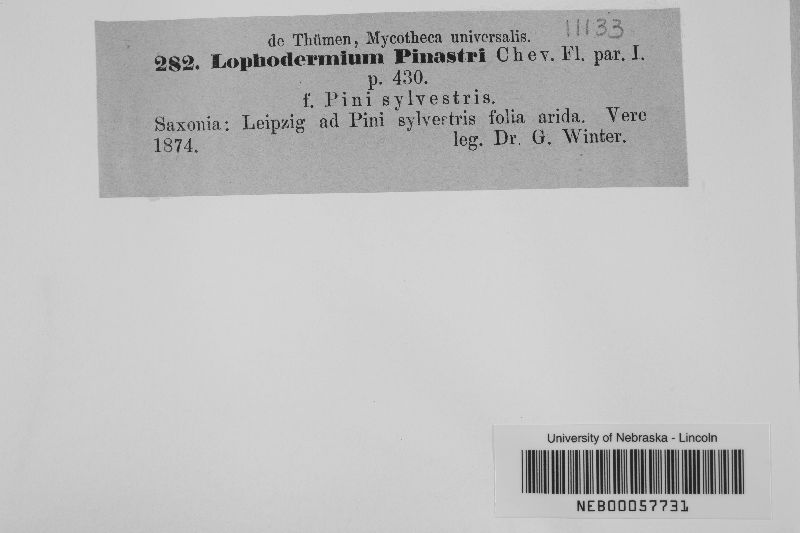 11133
de Thümen, Mycotheca universalis.
282. Lophodermium Pinastri Chev. Fl. par. I.
p. 430.
f. Pini sylvestris.
Saxonia: Leipzig ad Pini sylvestris folia arida. Vere
1874. leg. Dr. G. Winter.
University of Nebraska - Lincoln
NEB00057731